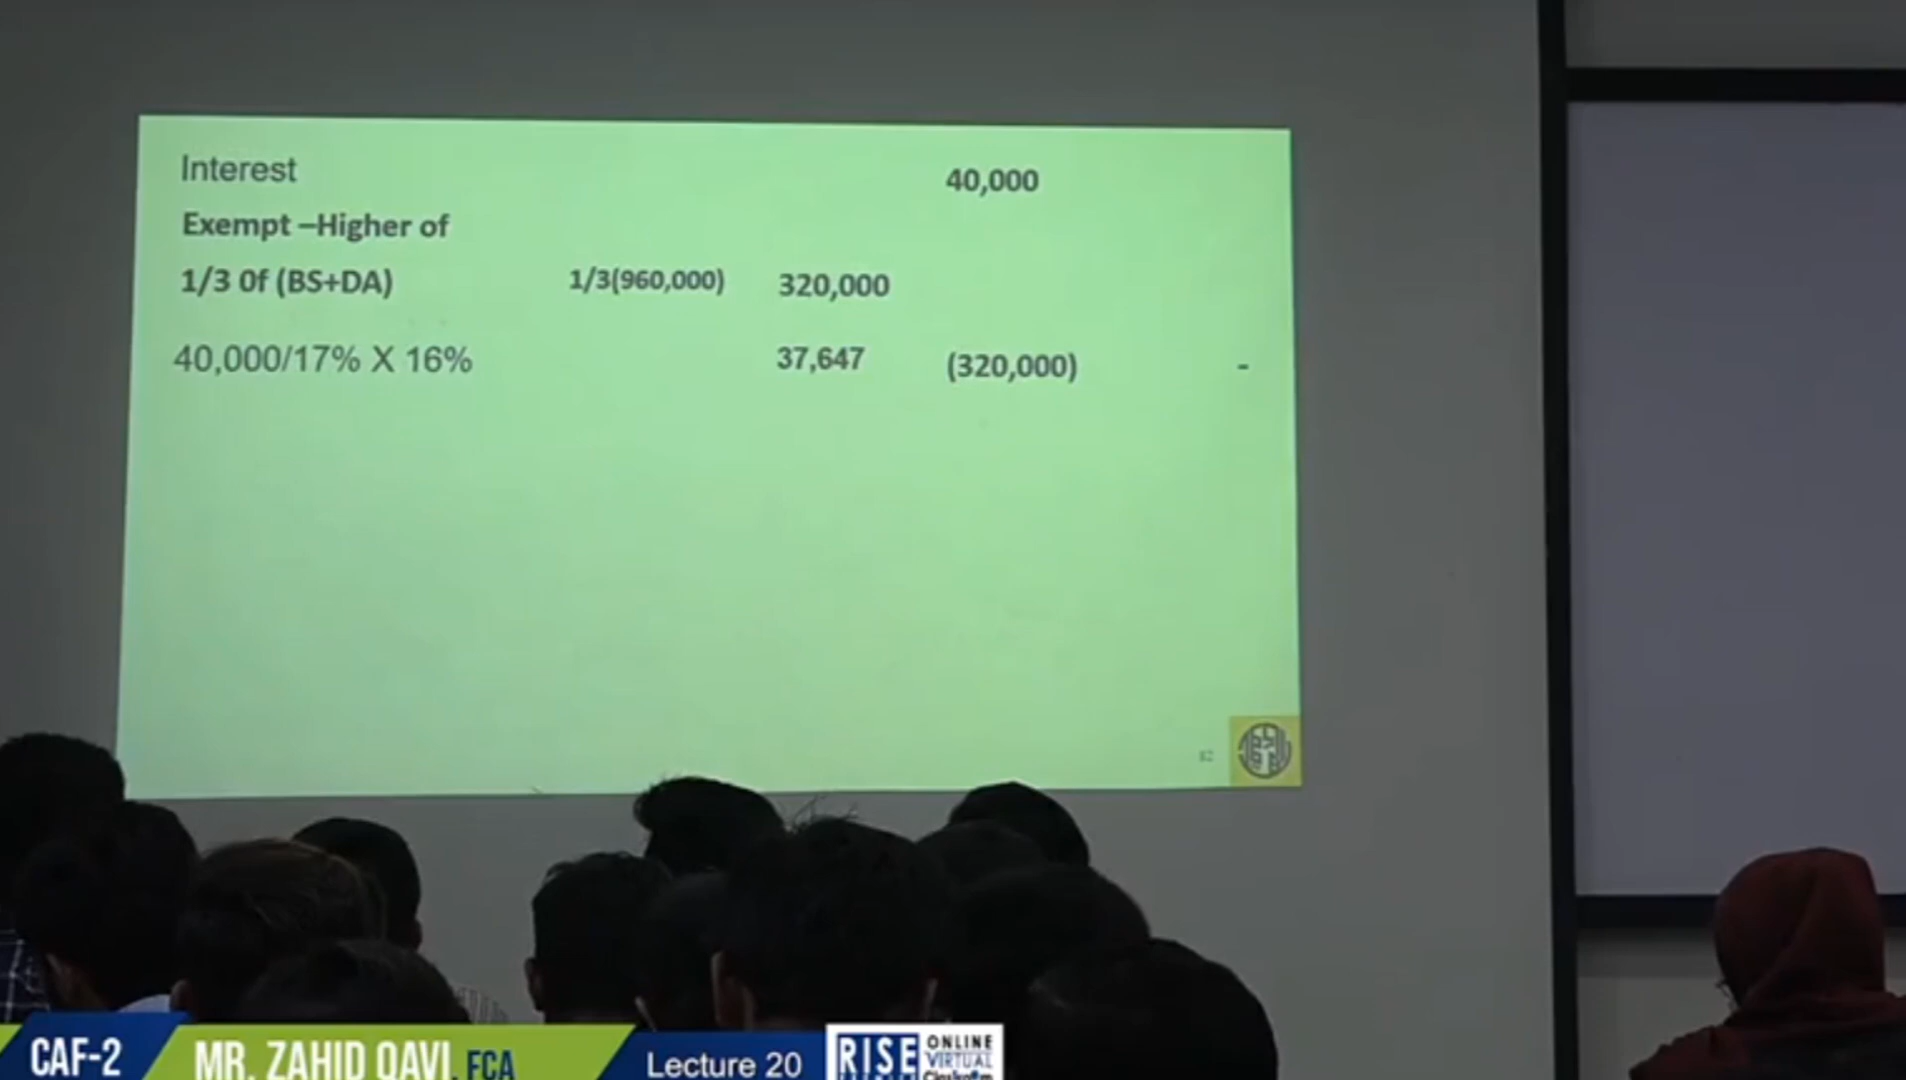 Interest 40,000
Exempt –Higher of
1/3 0f (BS+DA) 1/3(960,000) 320,000
40,000/17% X 16% 37,647 (320,000) -
CAF-2 MR. ZAHID QAVI, FCA Lecture 20 RISE ONLINE
VIRTUAL